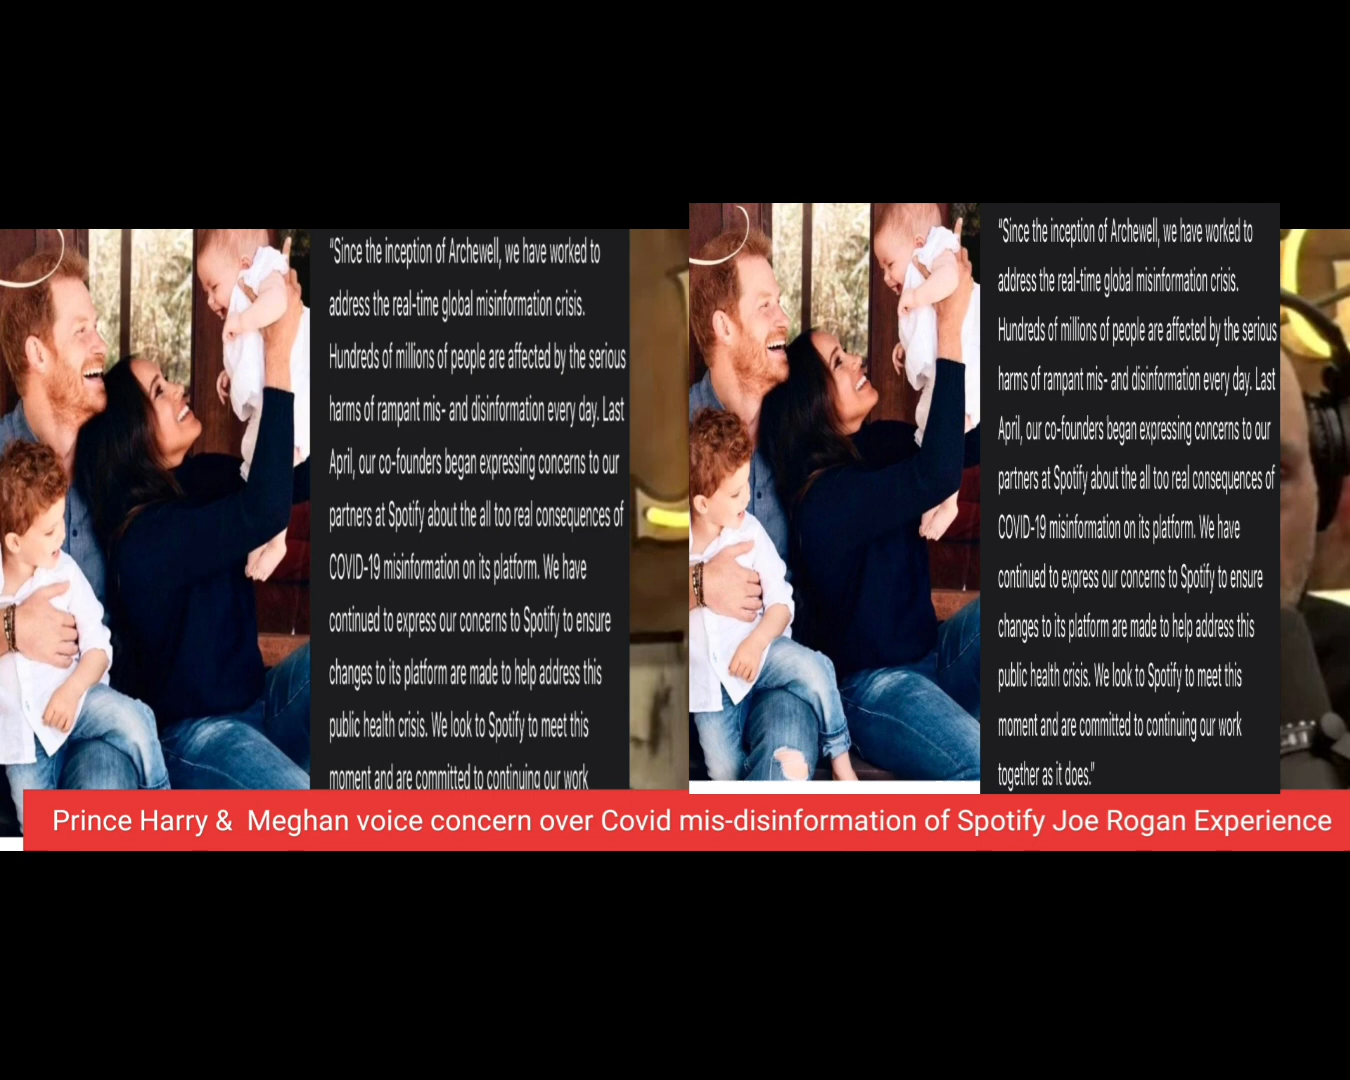 "Since the inception of Archewell, we have worked to
address the real-time global misinformation crisis.
Hundreds of millions of people are affected by the serious
harms of rampant mis- and disinformation every day. Last
April, our co-founders began expressing concerns to our
partners at Spotify about the all too real consequences of
COVID-19 misinformation on its platform. We have
continued to express our concerns to Spotify to ensure
changes to its platform are made to help address this
public health crisis. We look to Spotify to meet this
moment and are committed to continuing our work
"Since the inception of Archewell, we have worked to
address the real-time global misinformation crisis.
Hundreds of millions of people are affected by the serious
harms of rampant mis- and disinformation every day. Last
April, our co-founders began expressing concerns to our
partners at Spotify about the all too real consequences of
COVID-19 misinformation on its platform. We have
continued to express our concerns to Spotify to ensure
changes to its platform are made to help address this
public health crisis. We look to Spotify to meet this
moment and are committed to continuing our work
together as it does."
Prince Harry & Meghan voice concern over Covid mis-disinformation of Spotify Joe Rogan Experience